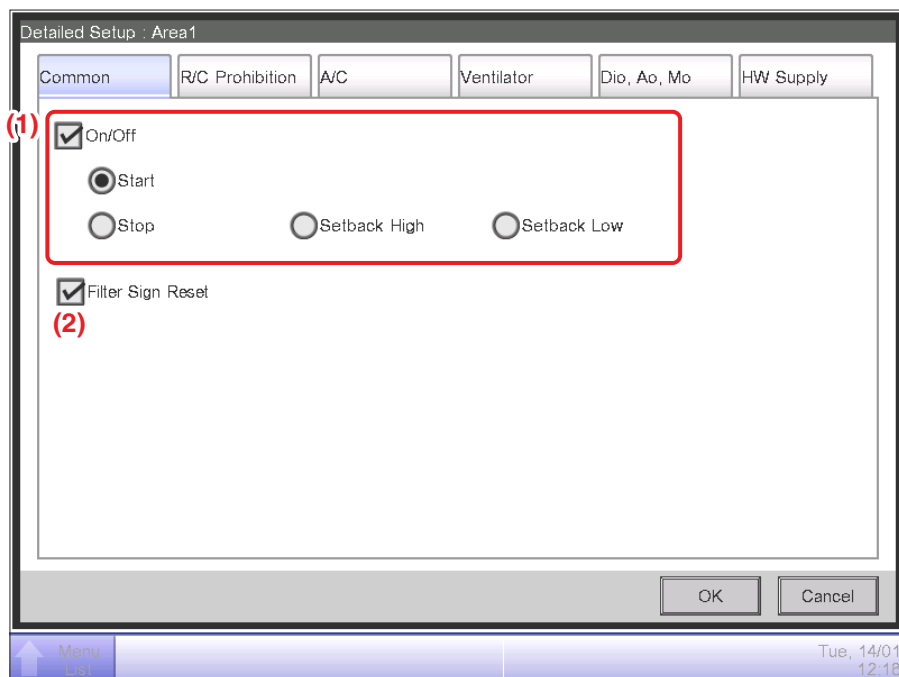 Detailed Setup : Area1
Common R/C Prohibition A/C Ventilator Dio, Ao, Mo HW Supply
(1)
On/Off
Start
Stop Setback High Setback Low
Filter Sign Reset
(2)
OK Cancel
Menu
List
Tue, 14/01
12:18